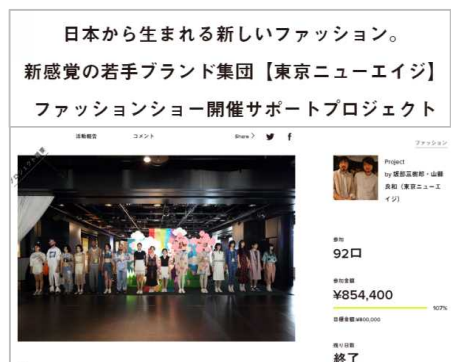 日本から生まれる新しいファッション。
新感覚の若手ブランド集団【東京ニューエイジ】
ファッションショー開催サポートプロジェクト
活動報告 コメント Share
ファッション
Project
by 坂部三樹郎・山縣
良和（東京ニューエ
イジ）
参加
92口
参加金額
¥854,400
107%
目標金額:¥800,000
残り日数
終了